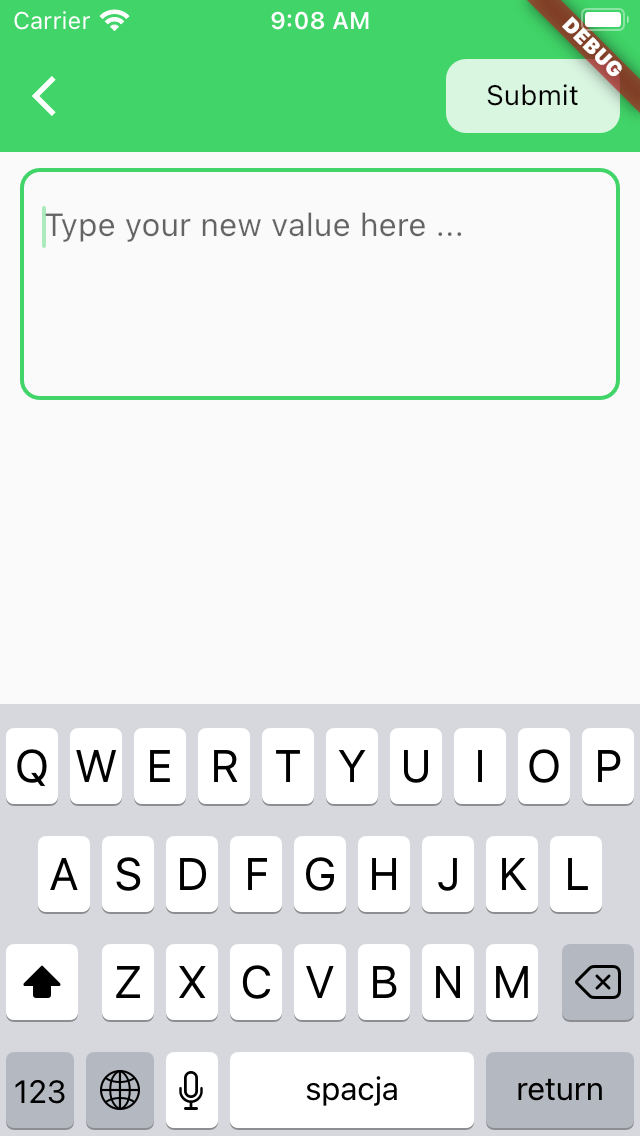 Carrier 9:08 AM
DEBUG
Submit
Type your new value here ...
Q W E R T Y U I O P
A S D F G H J K L
Z X C V B N M
123 spacja return